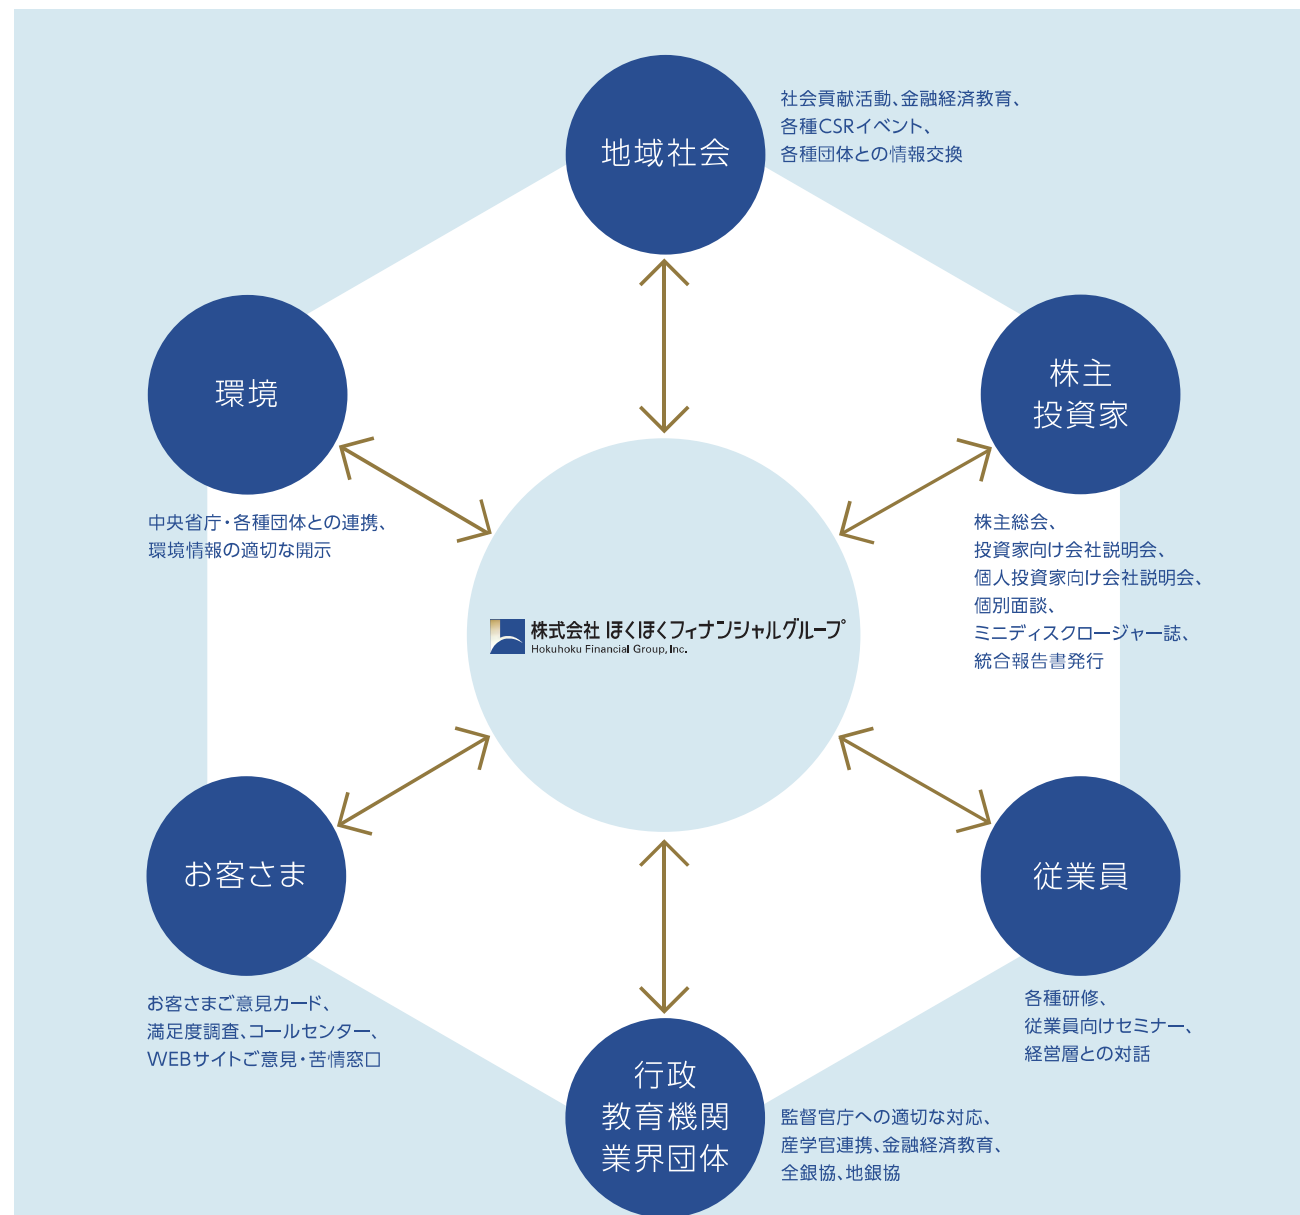 地域社会
社会貢献活動、金融経済教育、
各種CSRイベント、
各種団体との情報交換
環境
中央省庁・各種団体との連携、
環境情報の適切な開示
株主
投資家
株主総会、
投資家向け会社説明会、
個人投資家向け会社説明会、
個別面談、
ミニディスクロージャー誌、
統合報告書発行
株式会社 ほくほくフィナンシャルグループ
Hokuhoku Financial Group, Inc.
お客さま
お客さまご意見カード、
満足度調査、コールセンター、
WEBサイトご意見・苦情窓口
従業員
各種研修、
従業員向けセミナー、
経営層との対話
行政
教育機関
業界団体
監督官庁への適切な対応、
産学官連携、金融経済教育、
全銀協、地銀協